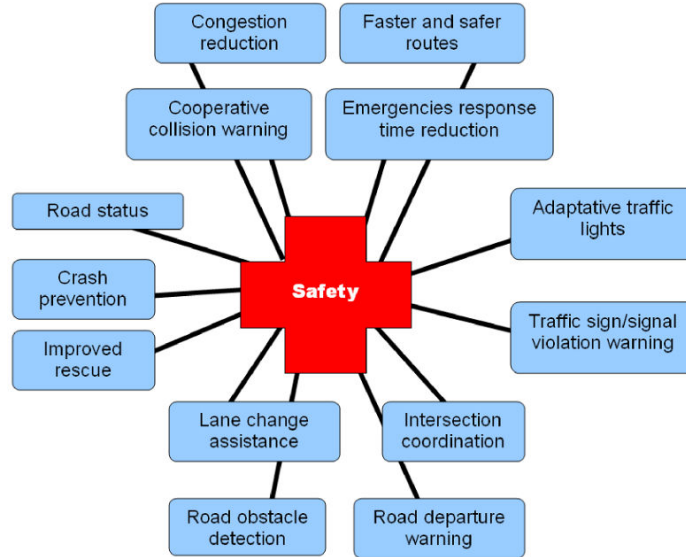 Congestion
reduction
Faster and safer
routes
Cooperative
collision warning
Emergencies response
time reduction
Road status
Adaptative traffic
lights
Crash
prevention
Safety
Traffic sign/signal
violation warning
Improved
rescue
Lane change
assistance
Intersection
coordination
Road obstacle
detection
Road departure
warning